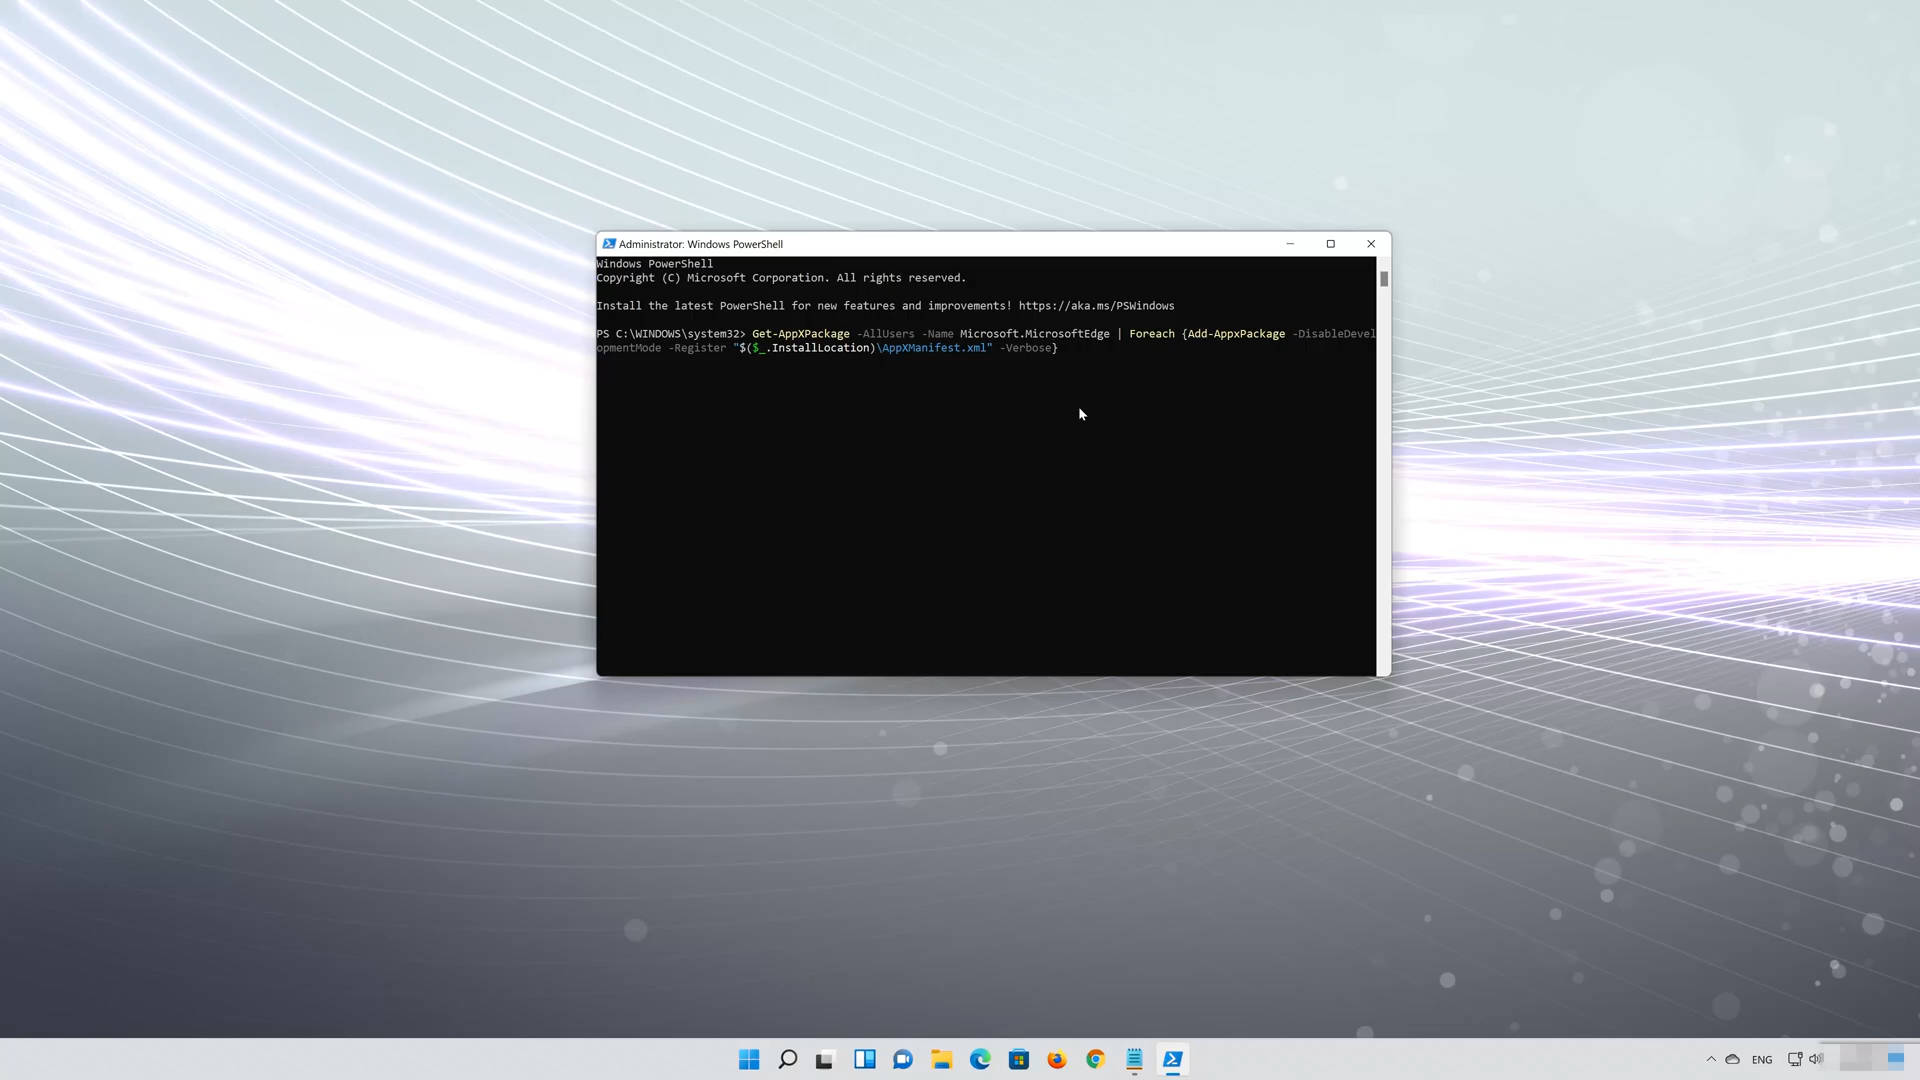 Administrator: Windows PowerShell
Windows PowerShell
Copyright (C) Microsoft Corporation. All rights reserved.
Install the latest PowerShell for new features and improvements! https://aka.ms/PSWindows
PS C:\WINDOWS\system32> Get-AppXPackage -AllUsers -Name Microsoft.MicrosoftEdge | Foreach {Add-AppxPackage -DisableDevel
opmentMode -Register "$($_.InstallLocation)\AppXManifest.xml" -Verbose}
ENG